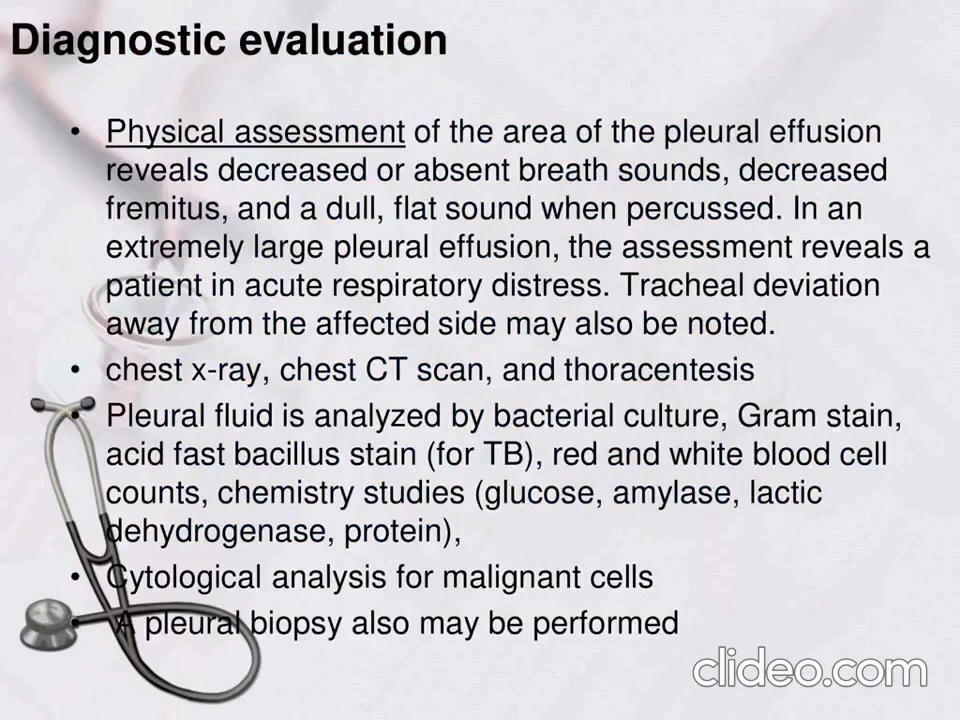 Diagnostic evaluation
• Physical assessment of the area of the pleural effusion
reveals decreased or absent breath sounds, decreased
fremitus, and a dull, flat sound when percussed. In an
extremely large pleural effusion, the assessment reveals a
patient in acute respiratory distress. Tracheal deviation
away from the affected side may also be noted.
• chest x-ray, chest CT scan, and thoracentesis
• Pleural fluid is analyzed by bacterial culture, Gram stain,
acid fast bacillus stain (for TB), red and white blood cell
counts, chemistry studies (glucose, amylase, lactic
dehydrogenase, protein),
• Cytological analysis for malignant cells
• A pleural biopsy also may be performed
clideo.com